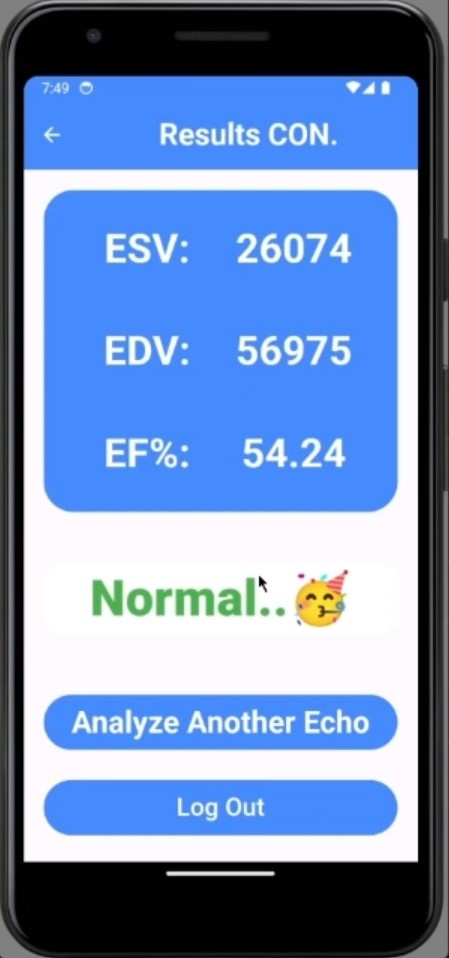 7:49
Results CON.
ESV: 26074
EDV: 56975
EF%: 54.24
Normal..🥳
Analyze Another Echo
Log Out